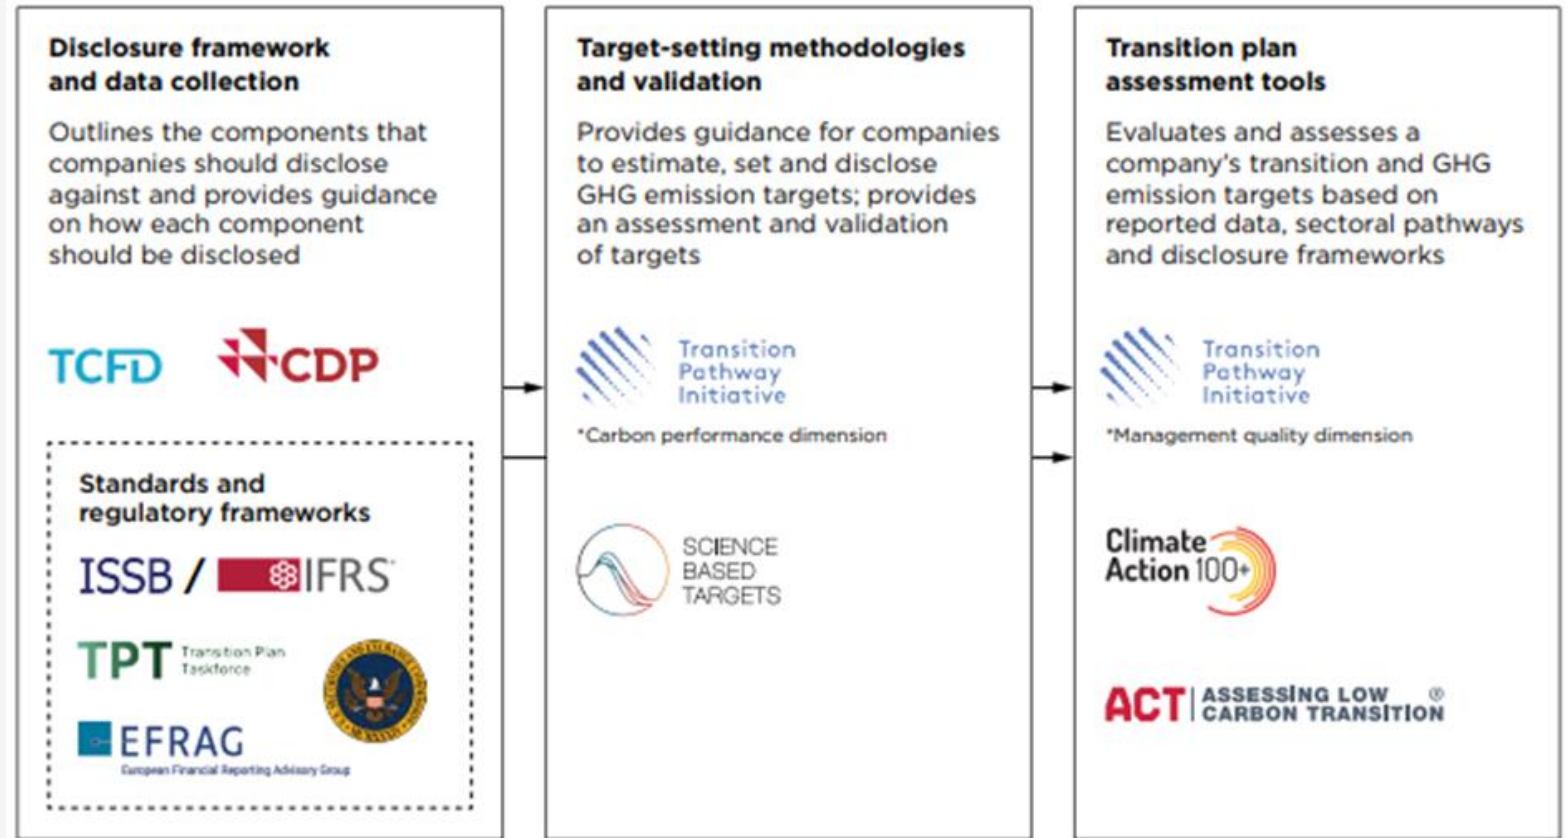 Disclosure framework
and data collection
Outlines the components that
companies should disclose
against and provides guidance
on how each component
should be disclosed
TCFD
CDP
Standards and
regulatory frameworks
ISSB / IFRS
TPT Transition Plan
Taskforce
EFRAG
European Financial Reporting Advisory Group
Target-setting methodologies
and validation
Provides guidance for companies
to estimate, set and disclose
GHG emission targets; provides
an assessment and validation
of targets
Transition
Pathway
Initiative
*Carbon performance dimension
SCIENCE
BASED
TARGETS
Transition plan
assessment tools
Evaluates and assesses a
company's transition and GHG
emission targets based on
reported data, sectoral pathways
and disclosure frameworks
Transition
Pathway
Initiative
*Management quality dimension
Climate
Action 100+
ACT | ASSESSING LOW ®
CARBON TRANSITION